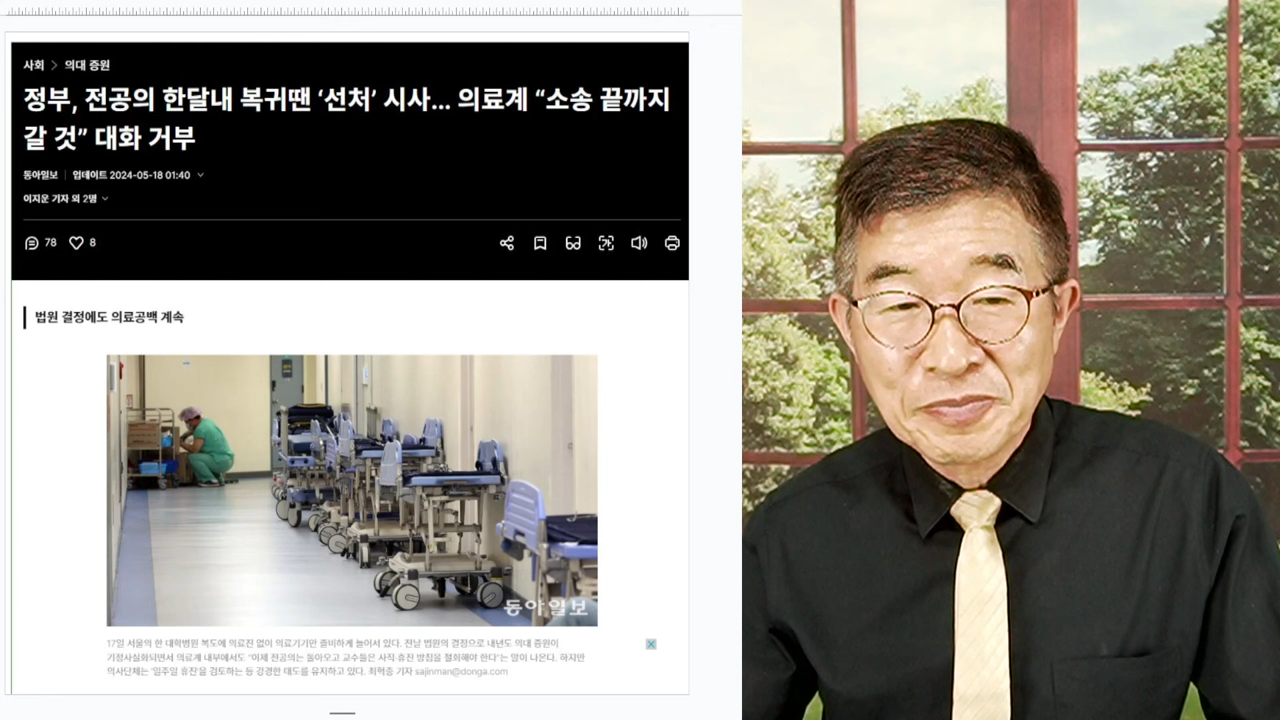 사회 > 의대 증원
정부, 전공의 한달내 복귀땐 ‘선처’ 시사… 의료계 “소송 끝까지
갈 것” 대화 거부
동아일보 | 업데이트 2024-05-18 01:40
이지운 기자 외 2명
78 8
법원 결정에도 의료공백 계속
동아일보
17일 서울의 한 대학병원 복도에 의료진 없이 의료기기만 즐비하게 늘어서 있다. 전날 법원의 결정으로 내년도 의대 증원이
기정사실화되면서 의료계 내부에서도 “이제 전공의는 돌아오고 교수들은 사직·휴진 방침을 철회해야 한다”는 말이 나온다. 하지만
의사단체는 ‘일주일 휴진’을 검토하는 등 강경한 태도를 유지하고 있다. 최혁중 기자 sajinman@donga.com